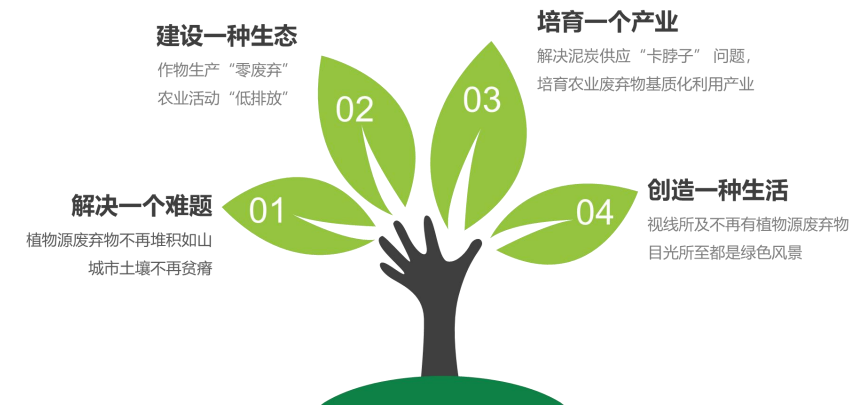 01
解决一个难题
植物源废弃物不再堆积如山
城市土壤不再贫瘠
02
建设一种生态
作物生产“零废弃”
农业活动“低排放”
03
培育一个产业
解决泥炭供应“卡脖子” 问题，
培育农业废弃物基质化利用产业
04
创造一种生活
视线所及不再有植物源废弃物
目光所至都是绿色风景